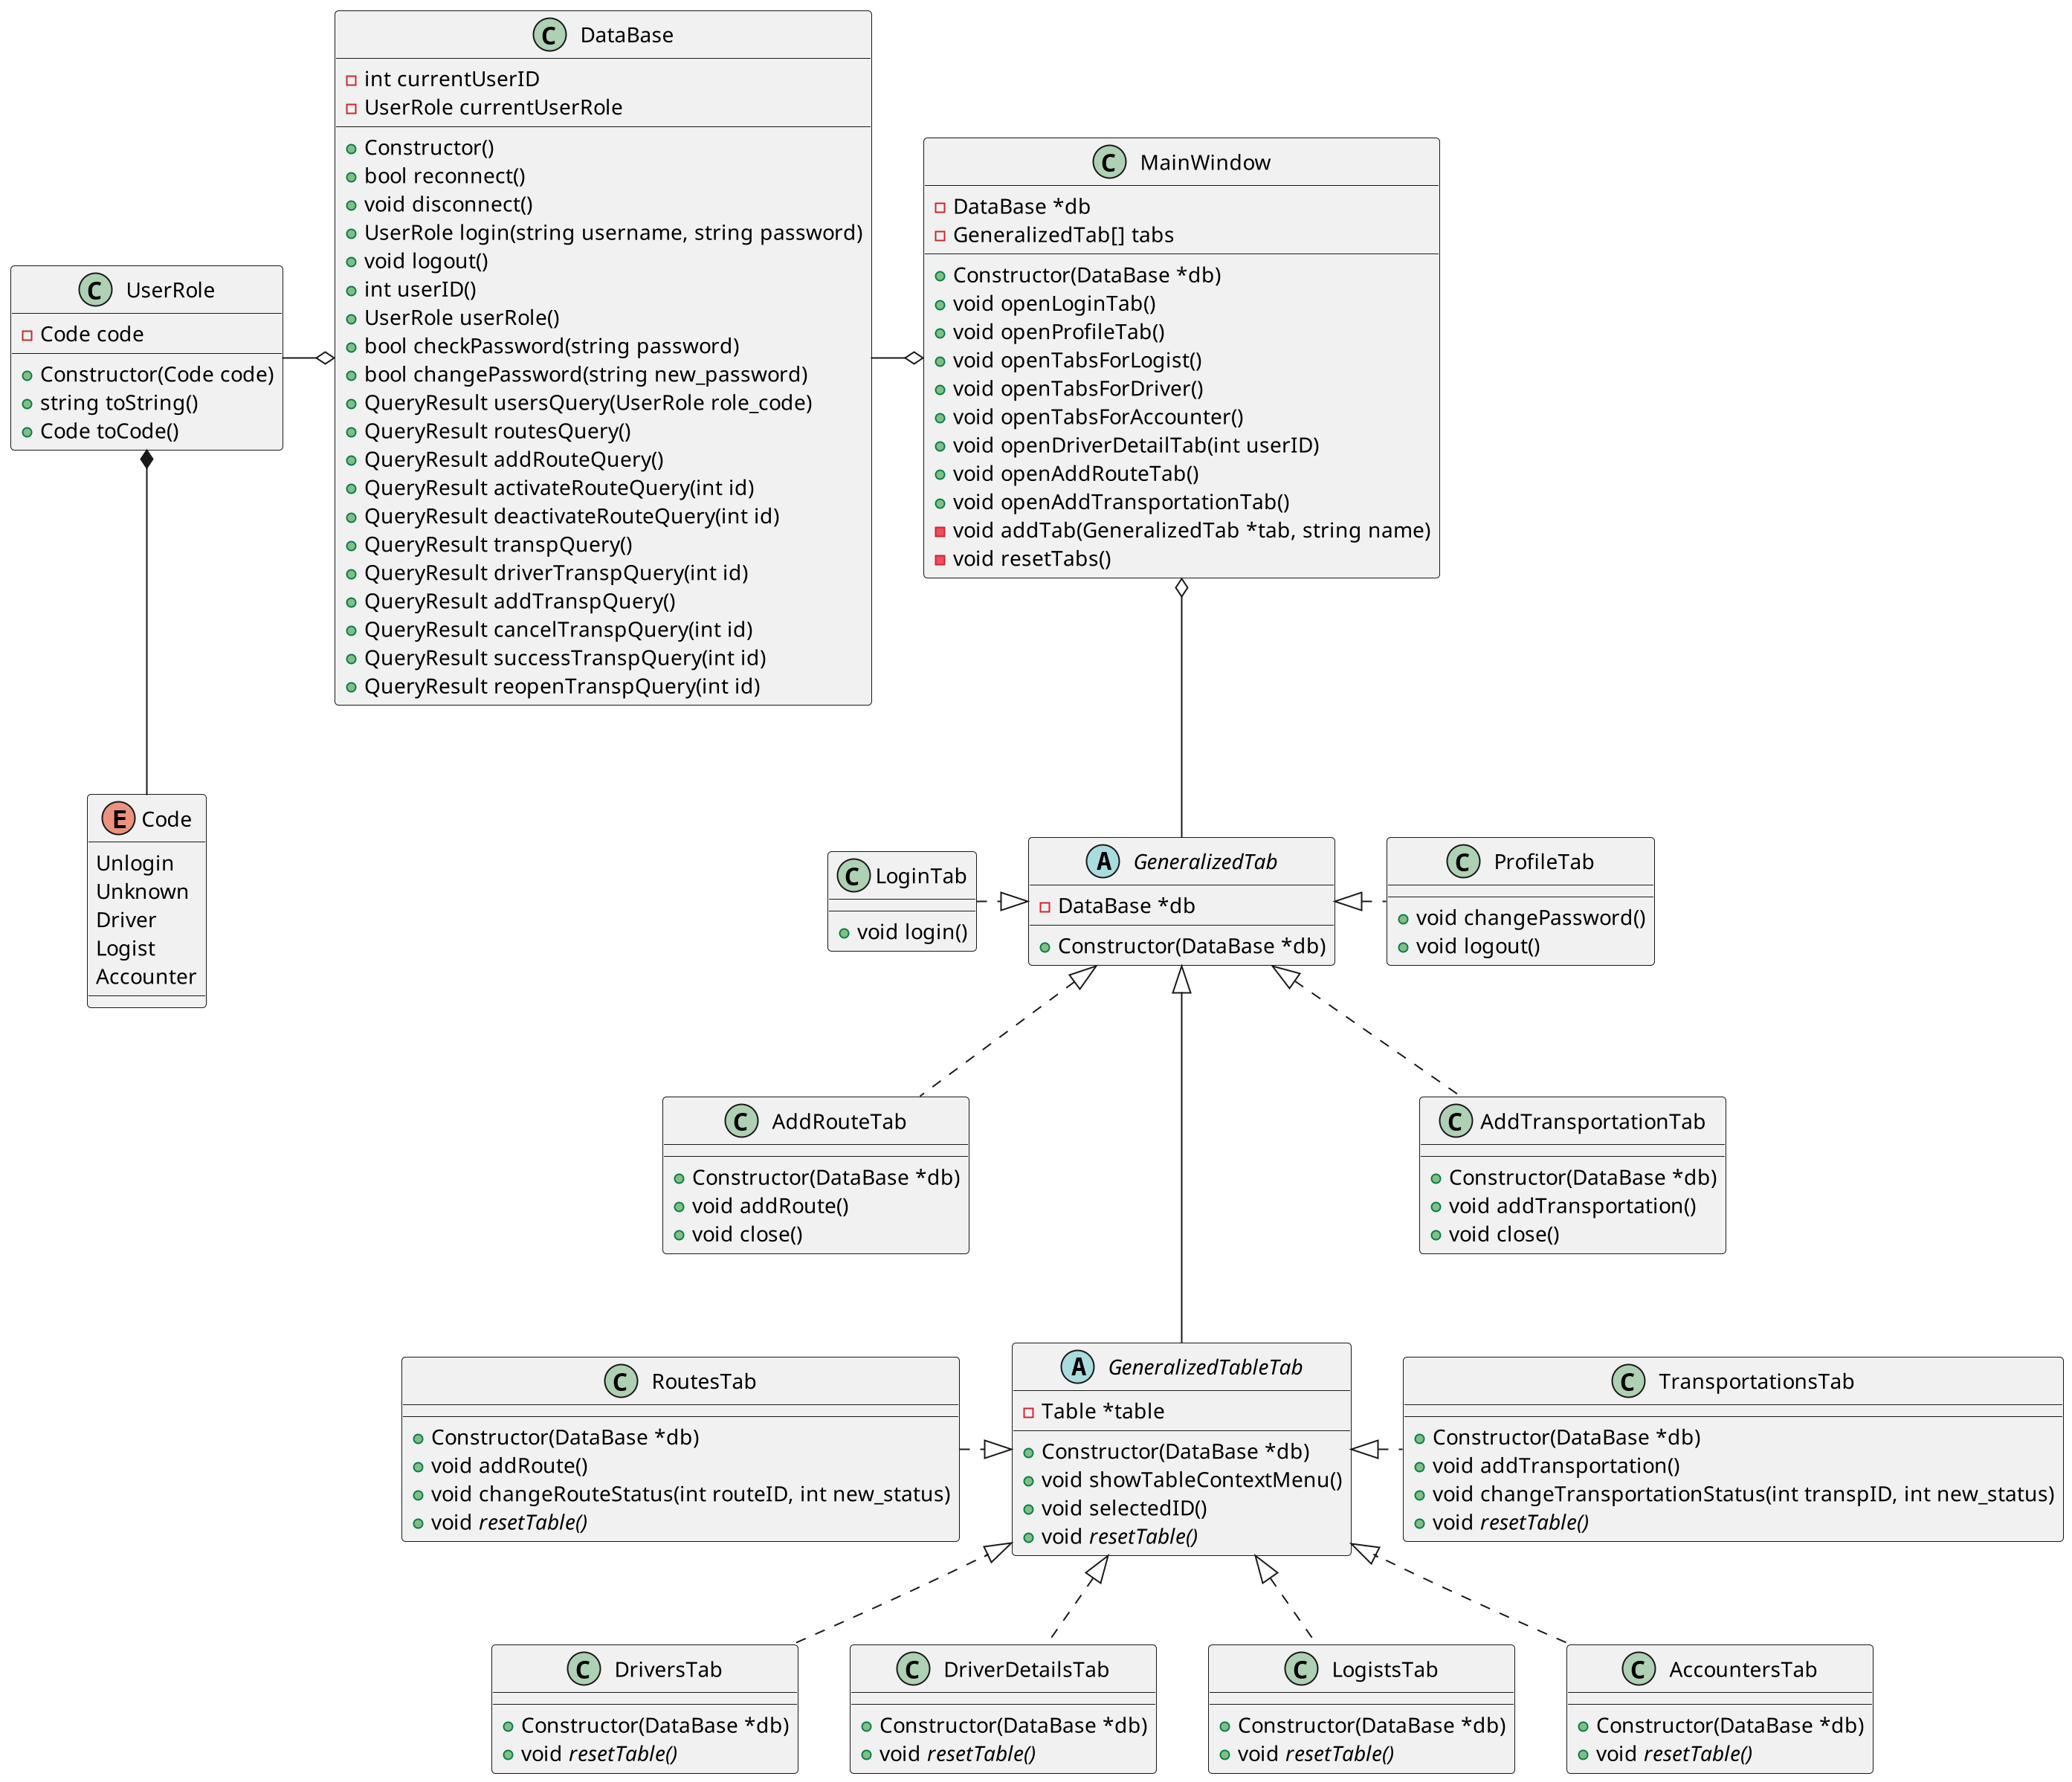 C DataBase
int currentUserID
UserRole currentUserRole
Constructor()
bool reconnect()
void disconnect()
UserRole login(string username, string password)
void logout()
int userID()
UserRole userRole()
bool checkPassword(string password)
bool changePassword(string new_password)
QueryResult usersQuery(UserRole role_code)
QueryResult routesQuery()
QueryResult addRouteQuery()
QueryResult activateRouteQuery(int id)
QueryResult deactivateRouteQuery(int id)
QueryResult transpQuery()
QueryResult driverTranspQuery(int id)
QueryResult addTranspQuery()
QueryResult cancelTranspQuery(int id)
QueryResult successTranspQuery(int id)
QueryResult reopenTranspQuery(int id)
C MainWindow
DataBase *db
GeneralizedTab[] tabs
Constructor(DataBase *db)
void openLoginTab()
void openProfileTab()
void openTabsForLogist()
void openTabsForDriver()
void openTabsForAccounter()
void openDriverDetailTab(int userID)
void openAddRouteTab()
void openAddTransportationTab()
void addTab(GeneralizedTab *tab, string name)
void resetTabs()
C UserRole
Code code
Constructor(Code code)
string toString()
Code toCode()
E Code
Unlogin
Unknown
Driver
Logist
Accounter
C LoginTab
void login()
A GeneralizedTab
DataBase *db
Constructor(DataBase *db)
C ProfileTab
void changePassword()
void logout()
C AddRouteTab
Constructor(DataBase *db)
void addRoute()
void close()
C AddTransportationTab
Constructor(DataBase *db)
void addTransportation()
void close()
C RoutesTab
Constructor(DataBase *db)
void addRoute()
void changeRouteStatus(int routeID, int new_status)
void resetTable()
A GeneralizedTableTab
Table *table
Constructor(DataBase *db)
void showTableContextMenu()
void selectedID()
void resetTable()
C TransportationsTab
Constructor(DataBase *db)
void addTransportation()
void changeTransportationStatus(int transpID, int new_status)
void resetTable()
C DriversTab
Constructor(DataBase *db)
void resetTable()
C DriverDetailsTab
Constructor(DataBase *db)
void resetTable()
C LogistsTab
Constructor(DataBase *db)
void resetTable()
C AccountersTab
Constructor(DataBase *db)
void resetTable()